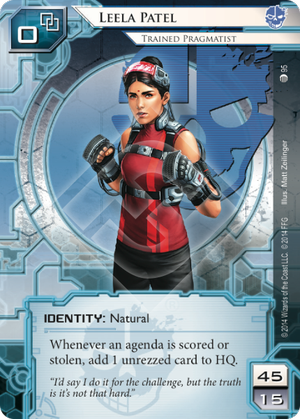 0
LEELA PATEL
TRAINED PRAGMATIST
95
Illus. Matt Zeilinger
© 2014 Wizards of the Coast LLC. © 2014 FFG
IDENTITY: Natural
Whenever an agenda is scored or
stolen, add 1 unrezzed card to HQ.
"I'd say I do it for the challenge, but the truth
is it's not that hard."
45
15